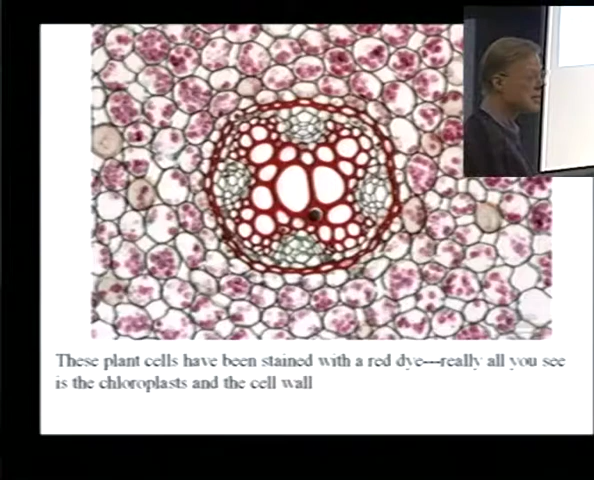 These plant cells have been stained with a red dye---really all you see
is the chloroplasts and the cell wall